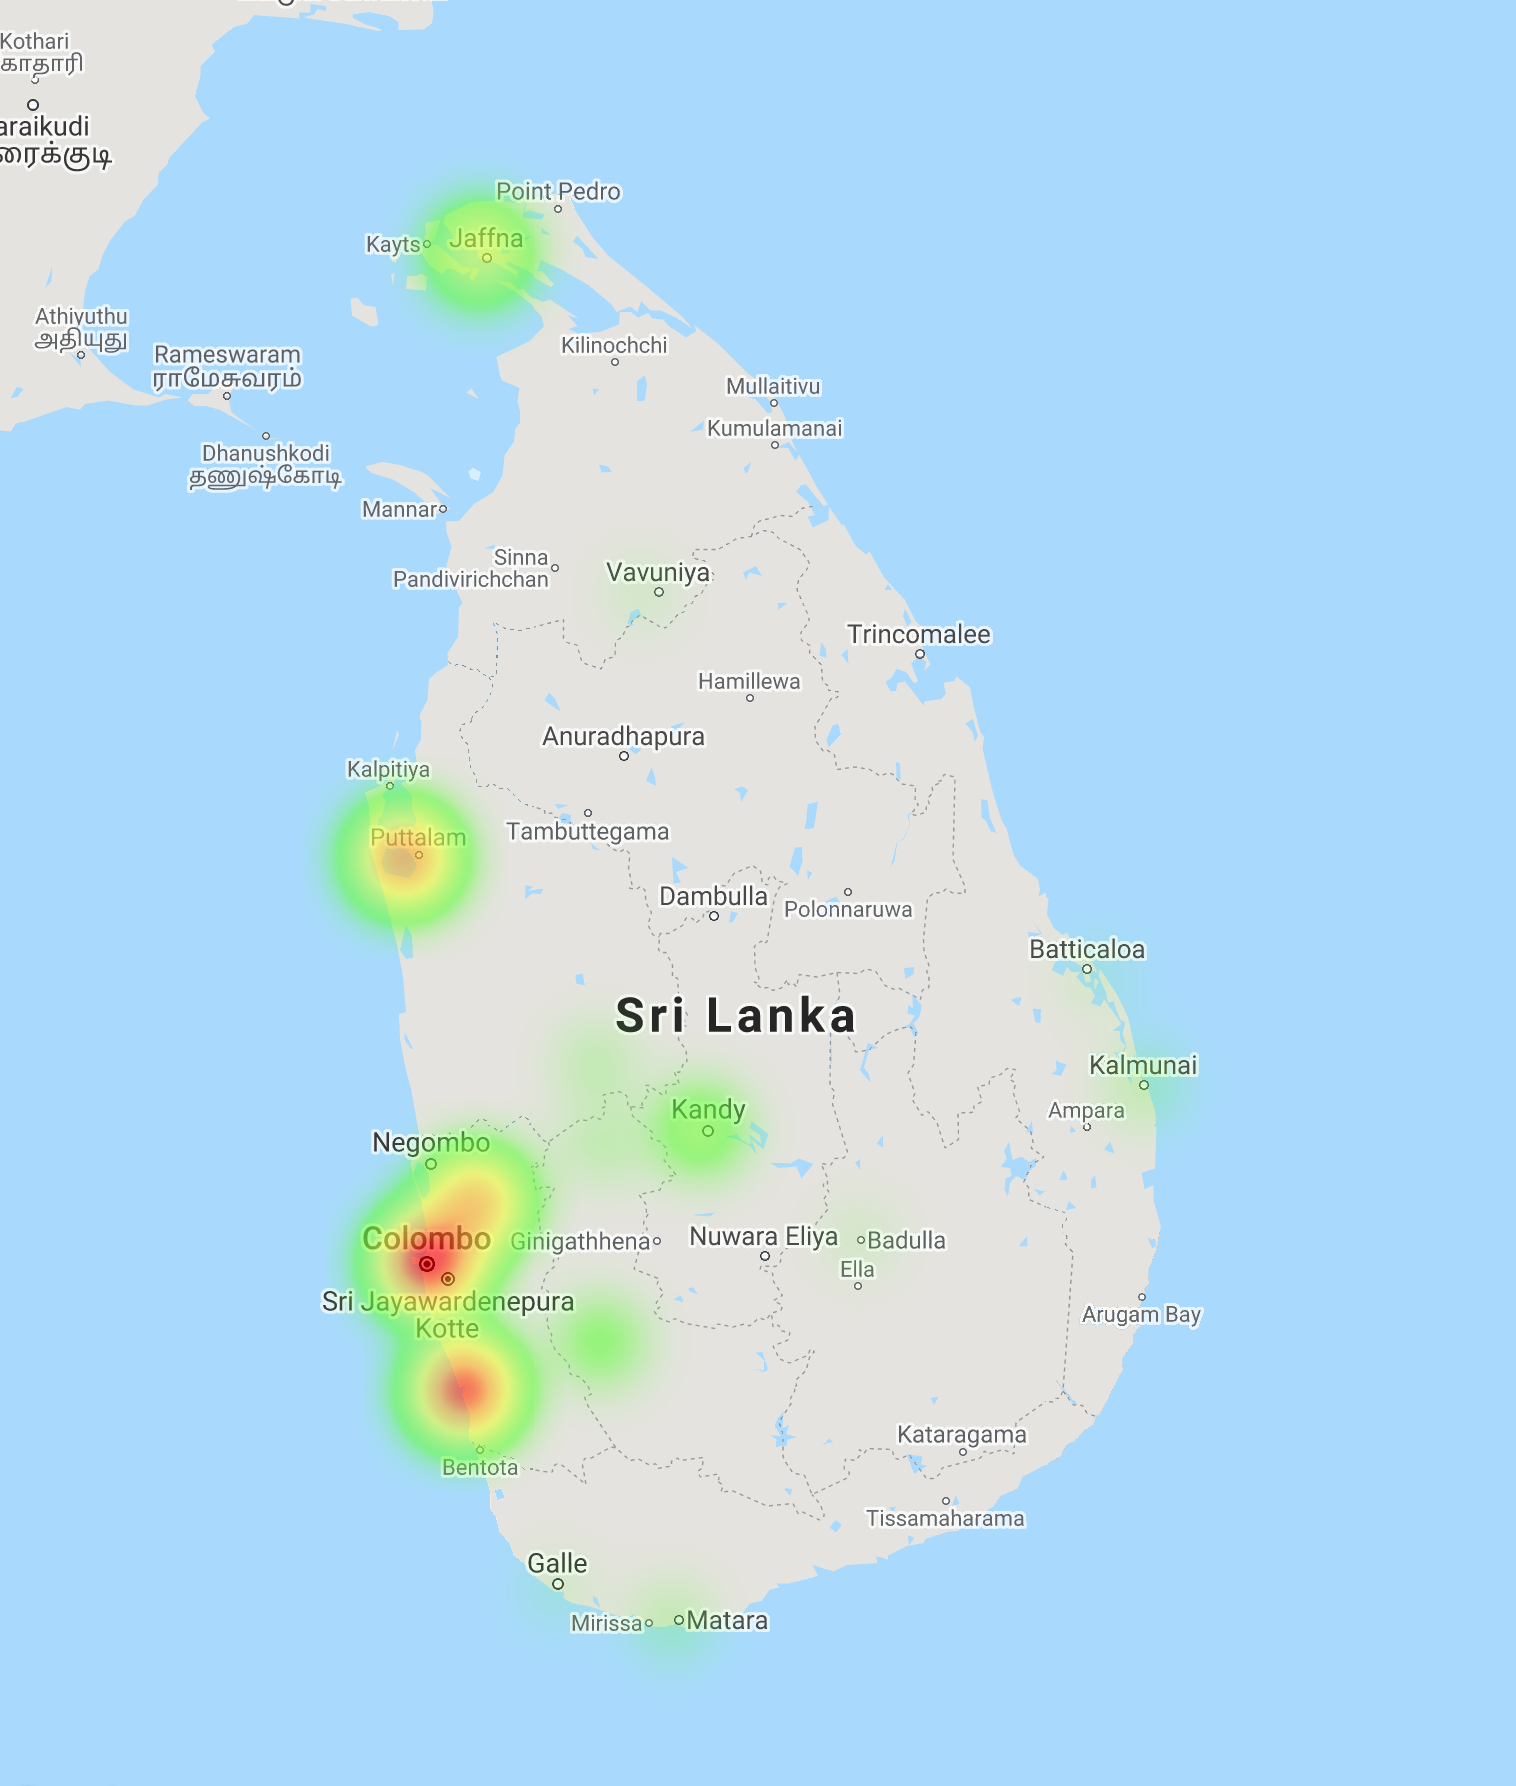 Kothari
காதாரி
araikudi
ரைக்குடி
Point Pedro
Kayts
Jaffna
Athiyuthu
அதியுது
Rameswaram
ராமேசுவரம்
Kilinochchi
Mullaitivu
Kumulamanai
Dhanushkodi
தணுஷ்கோடி
Mannar
Sinna
Pandivirichchan
Vavuniya
Trincomalee
Hamillewa
Anuradhapura
Kalpitiya
Puttalam
Tambuttegama
Dambulla
Polonnaruwa
Batticaloa
Sri Lanka
Kalmunai
Kandy
Ampara
Negombo
Colombo
Ginigathhena
Nuwara Eliya
Badulla
Ella
Sri Jayawardenepura
Kotte
Arugam Bay
Kataragama
Bentota
Tissamaharama
Galle
Mirissa
Matara